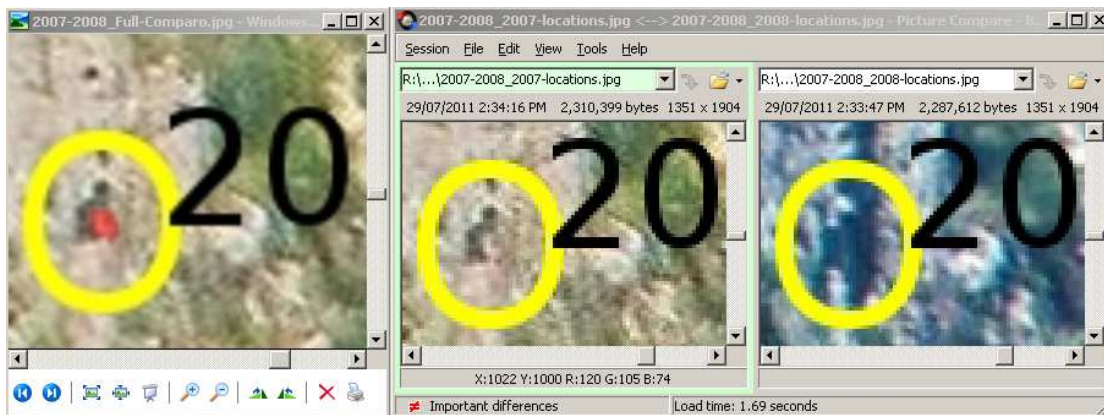 2007-2008_Full-Comparo.jpg - Windows...
20
2007-2008_2007-locations.jpg <--> 2007-2008_2008-locations.jpg - Picture Compare - B...
Session File Edit View Tools Help
R:\...\2007-2008_2007-locations.jpg
29/07/2011 2:34:16 PM 2,310,399 bytes 1351 x 1904
20
X:1022 Y:1000 R:120 G:105 B:74
R:\...\2007-2008_2008-locations.jpg
29/07/2011 2:33:47 PM 2,287,612 bytes 1351 x 1904
20
Important differences
Load time: 1.69 seconds